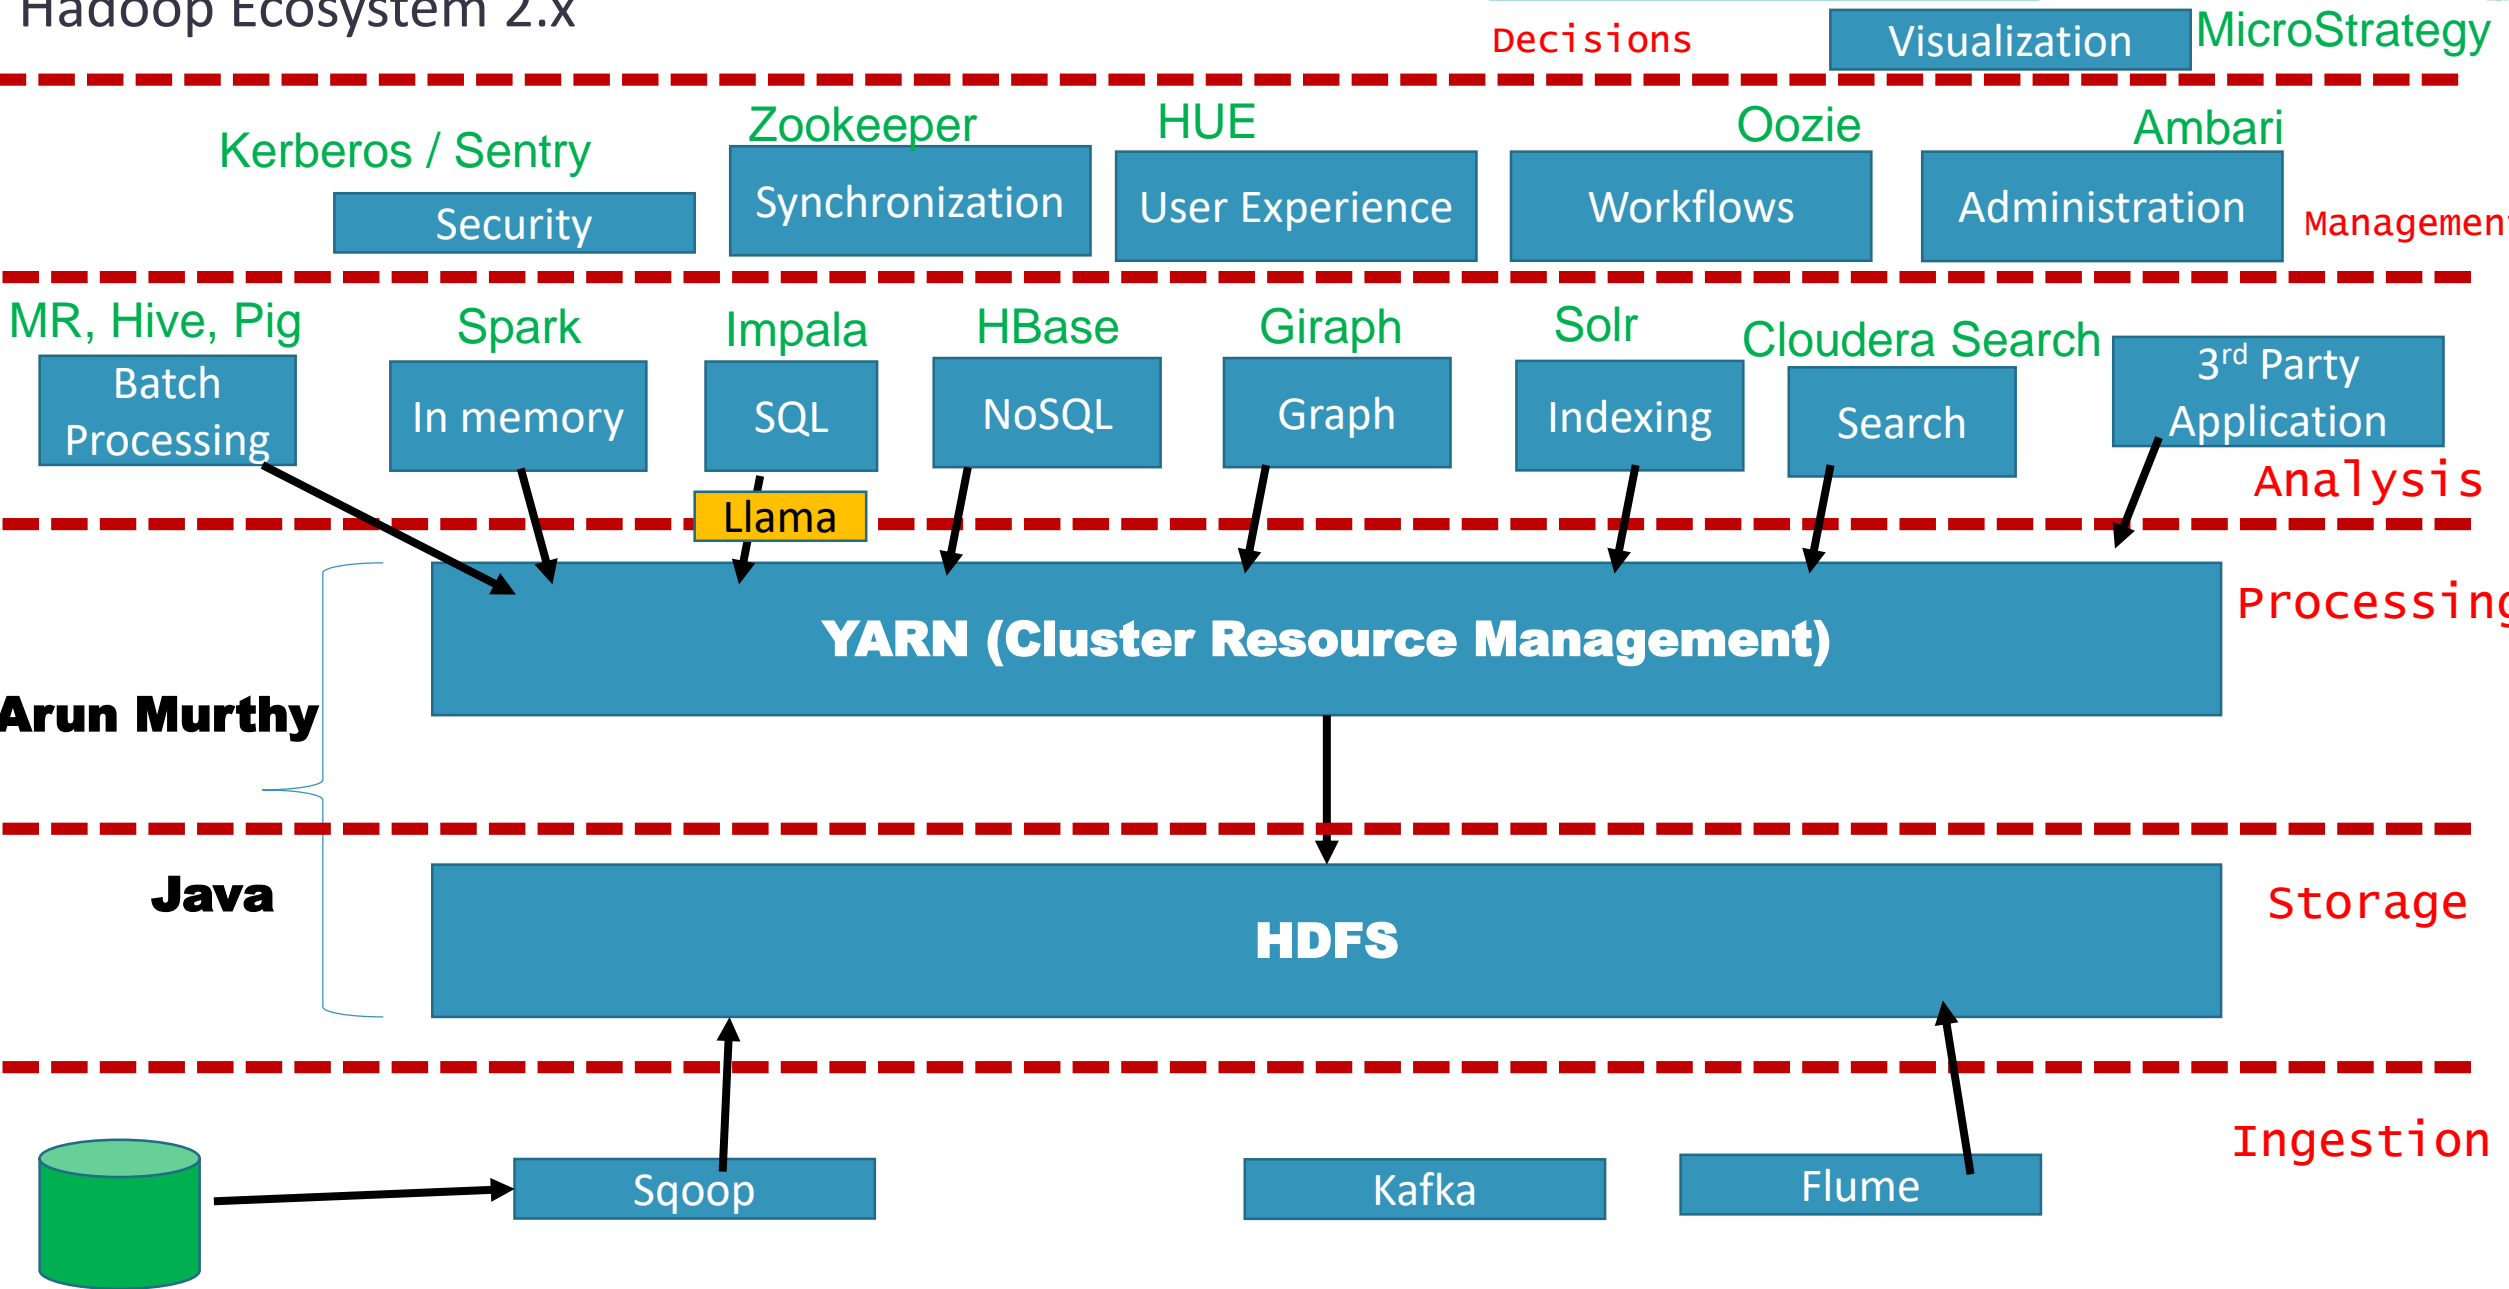 Hadoop Ecosystem 2.x
Decisions
Visualization
MicroStrategy
Kerberos / Sentry
Zookeeper
HUE
Oozie
Ambari
Security
Synchronization
User Experience
Workflows
Administration
Management
MR, Hive, Pig
Spark
Impala
HBase
Giraph
Solr
Cloudera Search
Batch
Processing
In memory
SQL
NoSQL
Graph
Indexing
Search
3rd Party
Application
Analysis
Llama
YARN (Cluster Resource Management)
Processing
Arun Murthy
Java
HDFS
Storage
Ingestion
Sqoop
Kafka
Flume